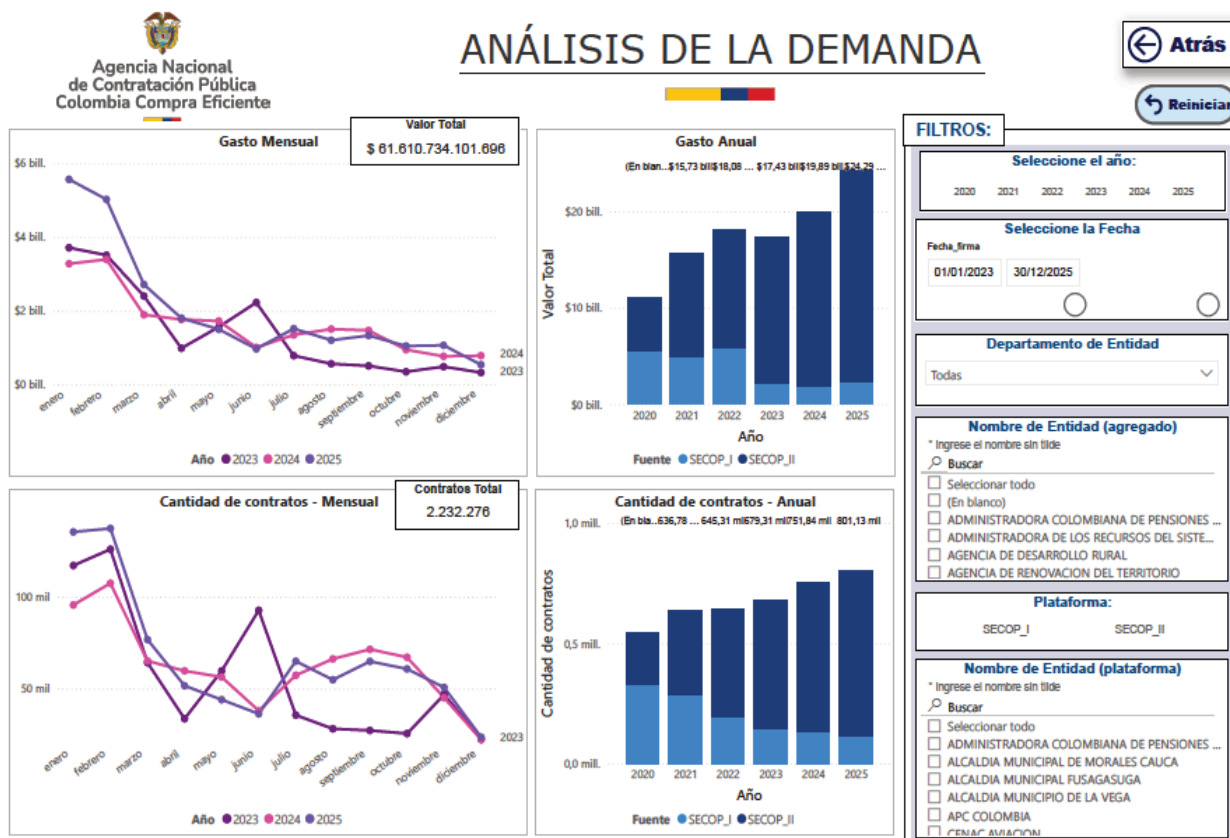 Agencia Nacional
de Contratación Pública
Colombia Compra Eficiente
ANÁLISIS DE LA DEMANDA
Atrás
Reiniciar
Gasto Mensual
Valor Total
$ 61.610.734.101.696
$6 bill.
$4 bill.
$2 bill.
$0 bill.
2024
2023
enero
febrero
marzo
abril
mayo
junio
julio
agosto
septiembre
octubre
noviembre
diciembre
Año 2023 2024 2025
Gasto Anual
(En blan... $15,73 bill. $18,08 ... $17,43 bill. $19,89 bill. $24,29 ...
Valor Total
$20 bill.
$10 bill.
$0 bill.
2020 2021 2022 2023 2024 2025
Año
Fuente SECOP_I SECOP_II
Cantidad de contratos - Mensual
Contratos Total
2.232.276
100 mil
50 mil
2023
enero
febrero
marzo
abril
mayo
junio
julio
agosto
septiembre
octubre
noviembre
diciembre
Año 2023 2024 2025
Cantidad de contratos - Anual
(En bla... 636,78 ... 645,31 mil 679,31 mil 751,84 mil 801,13 mil
Cantidad de contratos
1,0 mill.
0,5 mill.
0,0 mill.
2020 2021 2022 2023 2024 2025
Año
Fuente SECOP_I SECOP_II
FILTROS:
Seleccione el año:
2020 2021 2022 2023 2024 2025
Seleccione la Fecha
Fecha_firma
01/01/2023 30/12/2025
Departamento de Entidad
Todas
Nombre de Entidad (agregado)
* Ingrese el nombre sin tilde
Buscar
Seleccionar todo
(En blanco)
ADMINISTRADORA COLOMBIANA DE PENSIONES ...
ADMINISTRADORA DE LOS RECURSOS DEL SISTE...
AGENCIA DE DESARROLLO RURAL
AGENCIA DE RENOVACION DEL TERRITORIO
Plataforma:
SECOP_I SECOP_II
Nombre de Entidad (plataforma)
* Ingrese el nombre sin tilde
Buscar
Seleccionar todo
ADMINISTRADORA COLOMBIANA DE PENSIONES ...
ALCALDIA MUNICIPAL DE MORALES CAUCA
ALCALDIA MUNICIPAL FUSAGASUGA
ALCALDIA MUNICIPIO DE LA VEGA
APC COLOMBIA
CENAC AVIACION